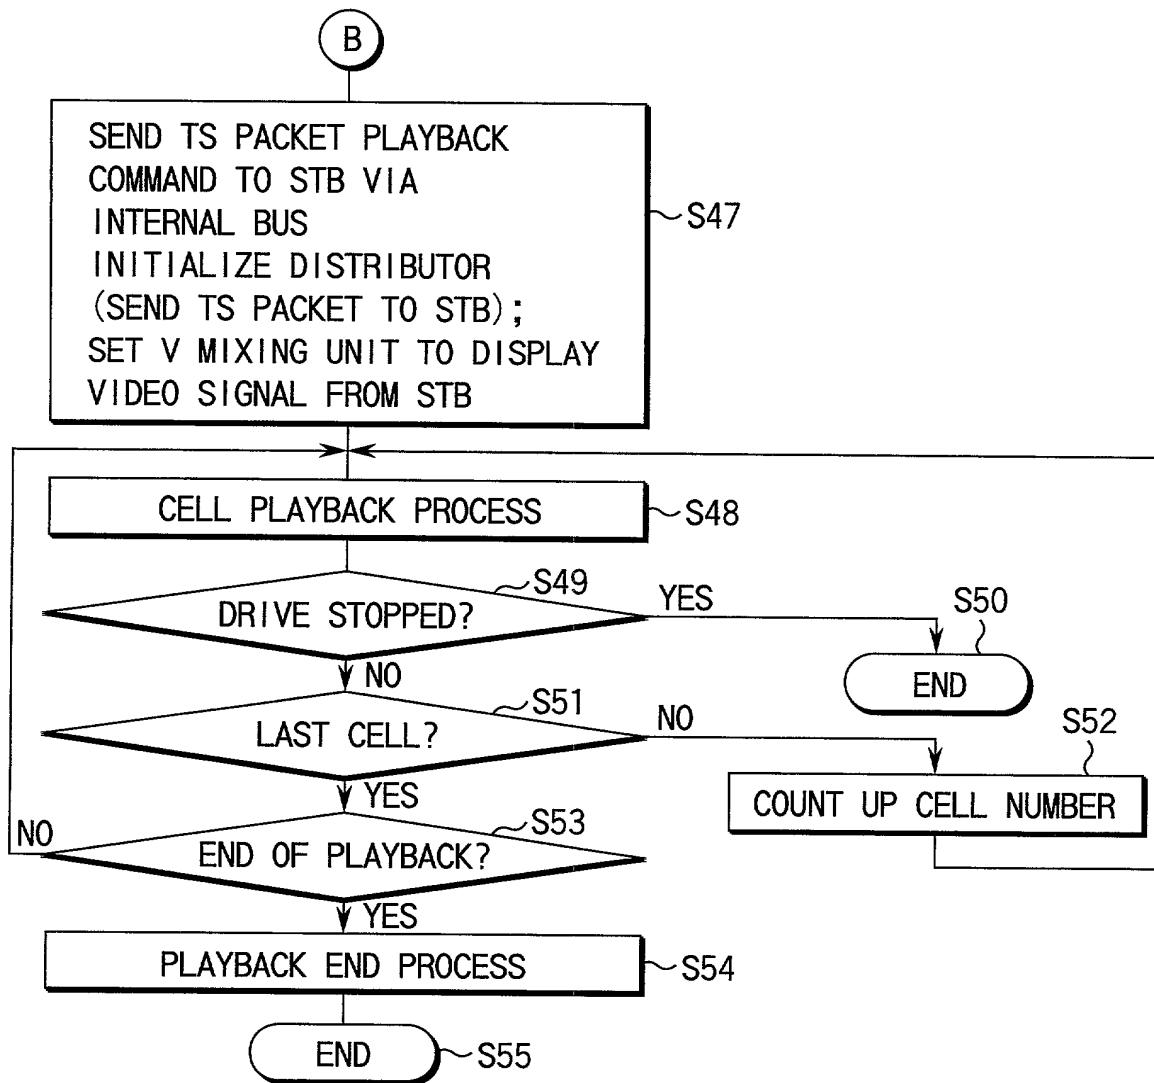 B
SEND TS PACKET PLAYBACK
COMMAND TO STB VIA
INTERNAL BUS
INITIALIZE DISTRIBUTOR
(SEND TS PACKET TO STB);
SET V MIXING UNIT TO DISPLAY
VIDEO SIGNAL FROM STB
S47
CELL PLAYBACK PROCESS
S48
S49
DRIVE STOPPED?
YES
S50
END
NO
S51
LAST CELL?
NO
S52
COUNT UP CELL NUMBER
YES
S53
NO
END OF PLAYBACK?
YES
PLAYBACK END PROCESS
S54
END
S55